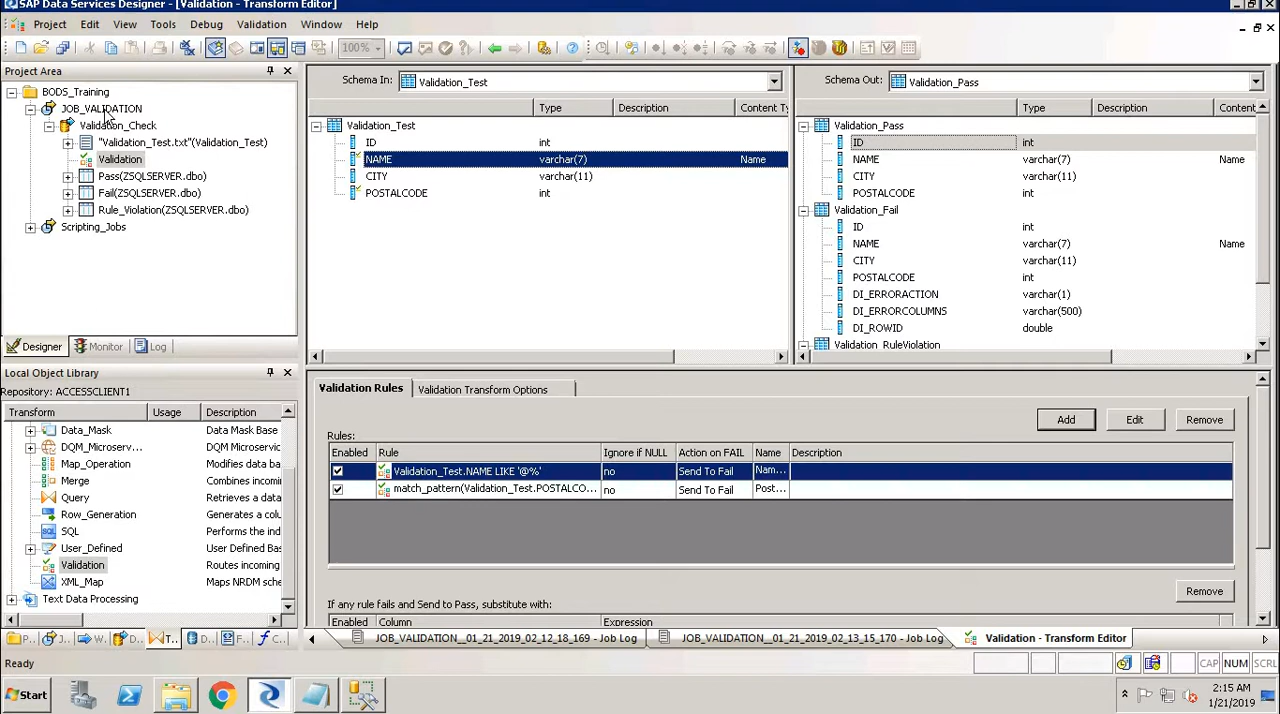 SAP Data Services Designer - [Validation - Transform Editor]
Project Edit View Tools Debug Validation Window Help
100%
Project Area
BODS_Training
JOB_VALIDATION
Validation_Check
"Validation_Test.txt"(Validation_Test)
Validation
Pass(ZSQLSERVER.dbo)
Fail(ZSQLSERVER.dbo)
Rule_Violation(ZSQLSERVER.dbo)
Scripting_Jobs
Designer Monitor Log
Schema In: Validation_Test
Type Description Content Ty
Validation_Test
ID int
NAME varchar(7) Name
CITY varchar(11)
POSTALCODE int
Schema Out: Validation_Pass
Type Description Content
Validation_Pass
ID int
NAME varchar(7) Name
CITY varchar(11)
POSTALCODE int
Validation_Fail
ID int
NAME varchar(7) Name
CITY varchar(11)
POSTALCODE int
DI_ERRORACTION varchar(1)
DI_ERRORCOLUMNS varchar(500)
DI_ROWID double
Validation_RuleViolation
Local Object Library
Repository: ACCESSCLIENT1
Transform Usage Description
Data_Mask Data Mask Base
DQM_Microserv... DQM Microservic
Map_Operation Modifies data ba
Merge Combines incomi
Query Retrieves a data
Row_Generation Generates a colu
SQL Performs the ind
User_Defined User Defined Bas
Validation Routes incoming
XML_Map Maps NRDM sche
Text Data Processing
P... J... W... D... T... D... F... C...
Validation Rules Validation Transform Options
Add Edit Remove
Rules:
Enabled Rule Ignore if NULL Action on FAIL Name Description
Validation_Test.NAME LIKE '@%' no Send To Fail Nam...
match_pattern(Validation_Test.POSTALCO... no Send To Fail Post...
Remove
If any rule fails and Send to Pass, substitute with:
Enabled Column Expression
JOB_VALIDATION__01_21_2019_02_12_18_169 - Job Log JOB_VALIDATION__01_21_2019_02_13_15_170 - Job Log Validation - Transform Editor
Ready CAP NUM SCRL
Start 2:15 AM
1/21/2019